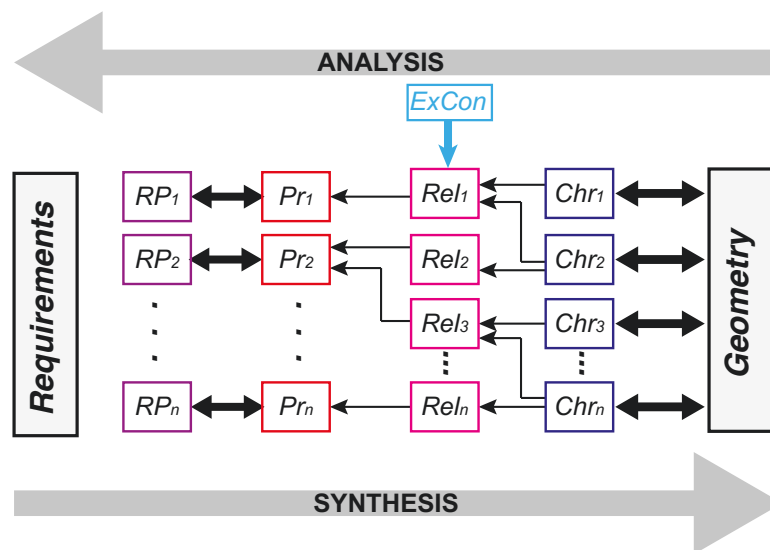 ANALYSIS
ExCon
Requirements
RP1 Pr1 Rel1 Chr1
RP2 Pr2 Rel2 Chr2
Rel3 Chr3
RPn Prn Reln Chrn
Geometry
SYNTHESIS